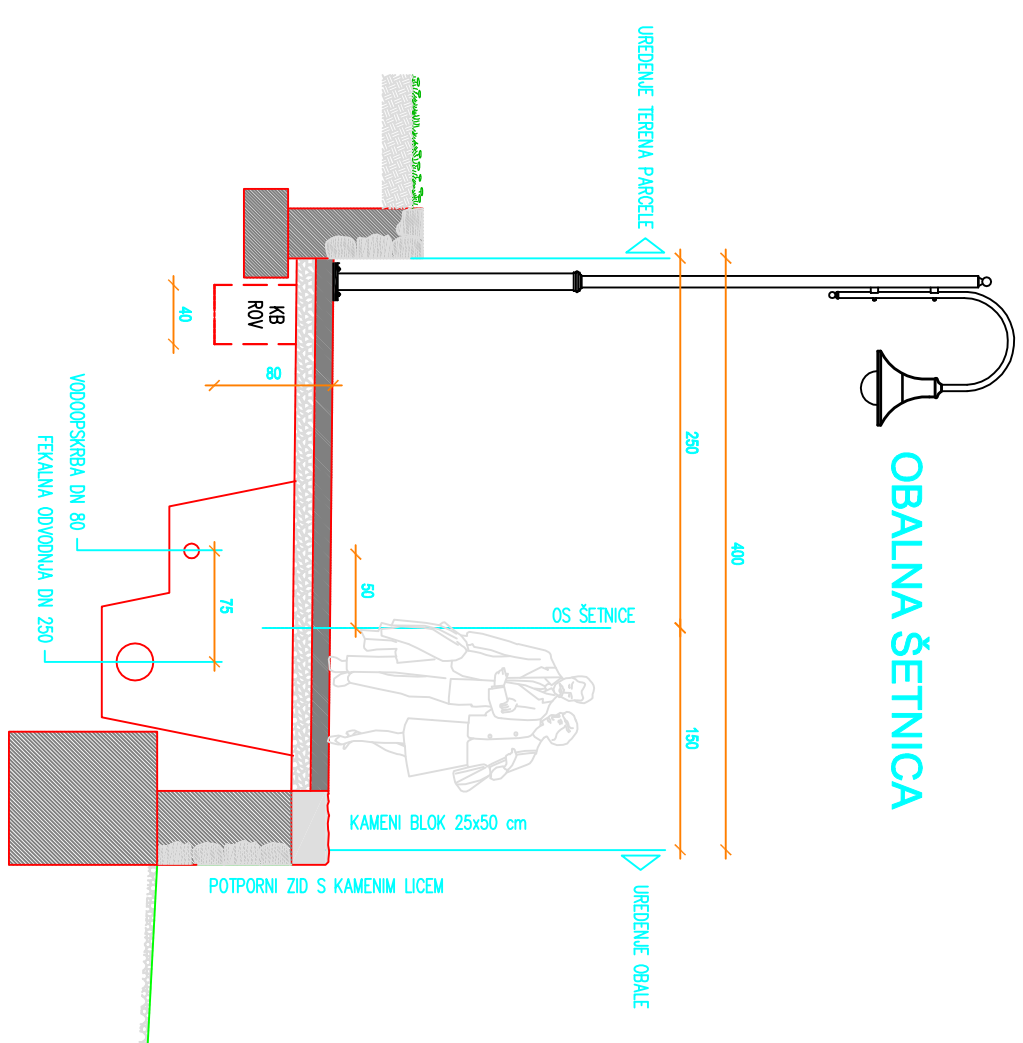 OBALNA ŠETNICA
UREĐENJE TERENA PARCELE
UREĐENJE OBALE
400
250
150
OS ŠETNICE
50
KAMENI BLOK 25x50 cm
POTPORNI ZID S KAMENIM LICEM
80
KB
ROV
40
75
VODOOPSKRBA DN 80
FEKALNA ODVODNJA DN 250